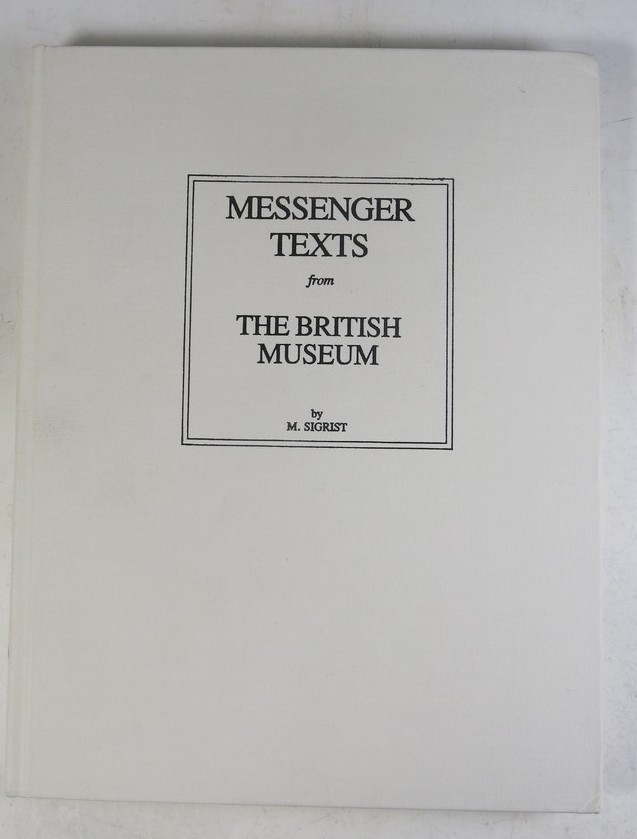 MESSENGER
TEXTS
from
THE BRITISH
MUSEUM
by
M. SIGRIST